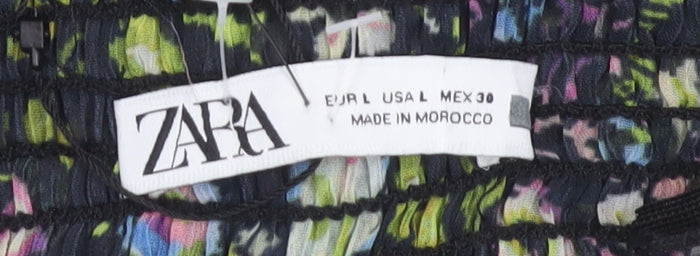 ZARA
EUR L USA L MEX 30
MADE IN MOROCCO